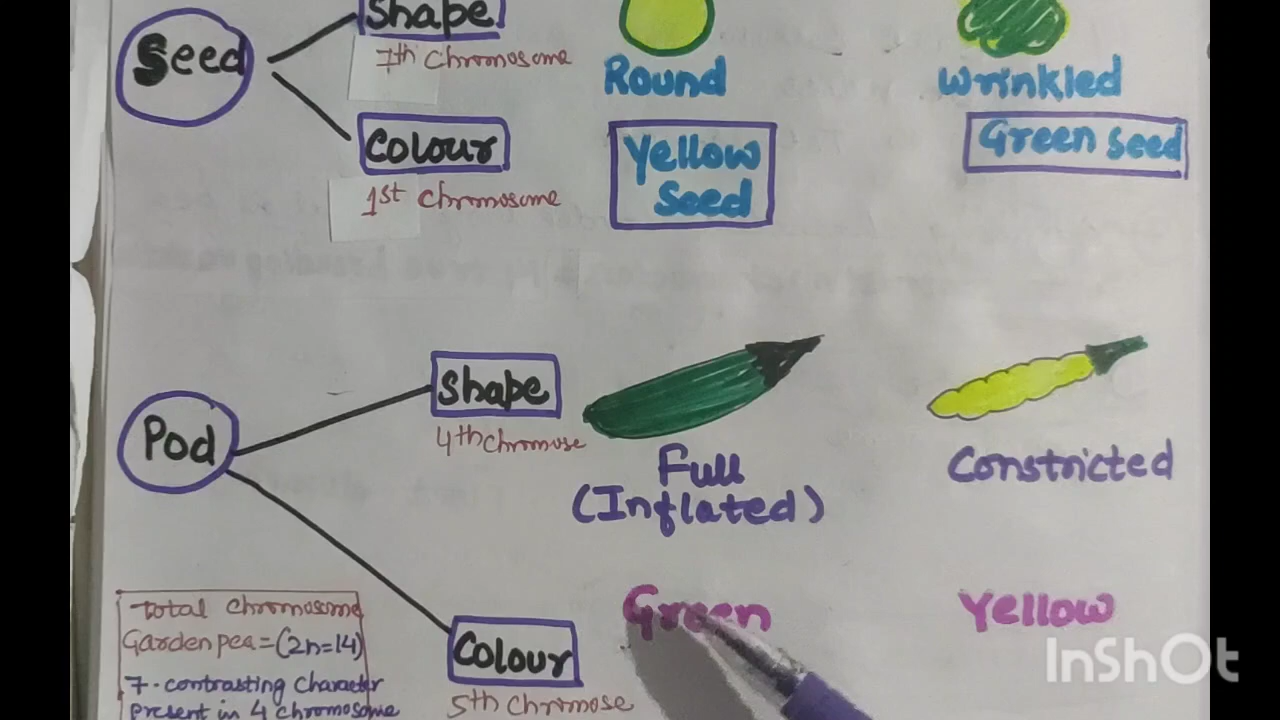 Seed
Shape
7th chromosome
Round
Wrinkled
Colour
1st chromosome
Yellow
Seed
Green seed
Pod
Shape
4th chromose
Full
(Inflated)
Constricted
Green
Yellow
Colour
5th chromose
Total chromosome
Garden pea=(2n=14)
7-contrasting character
present in 4 chromosome
InShOt